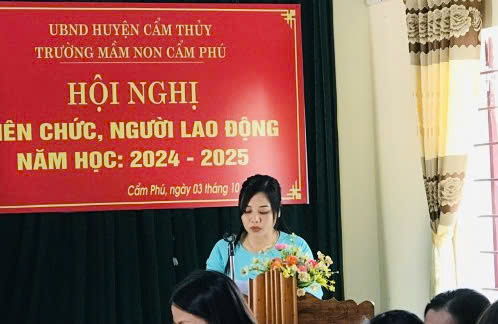 UBND HUYỆN CẨM THỦY
TRƯỜNG MẦM NON CẨM PHÚ
HỘI NGHỊ
CHỨC, NGƯỜI LAO ĐỘNG
NĂM HỌC: 2024 - 2025
Cẩm Phú, ngày 03 tháng 10